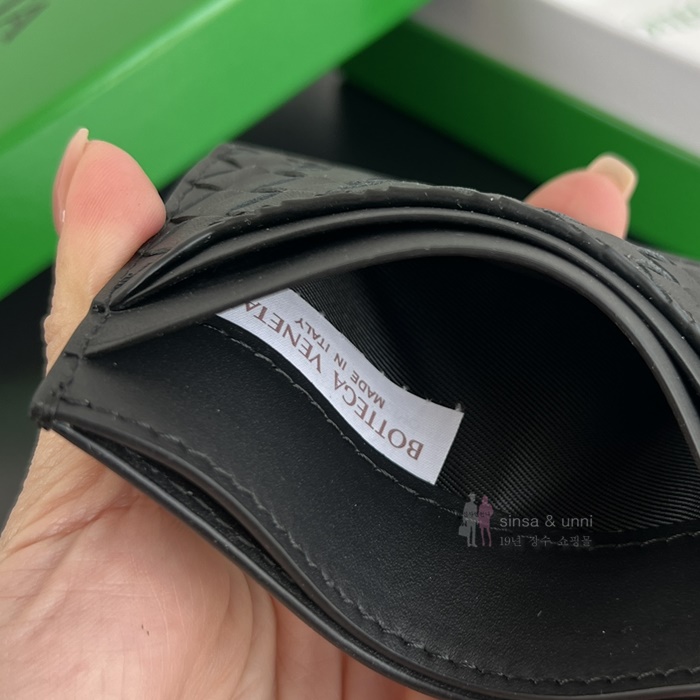 BOTTEGA VENETA
MADE IN ITALY
sinsa & unni
19년 장수 쇼핑몰